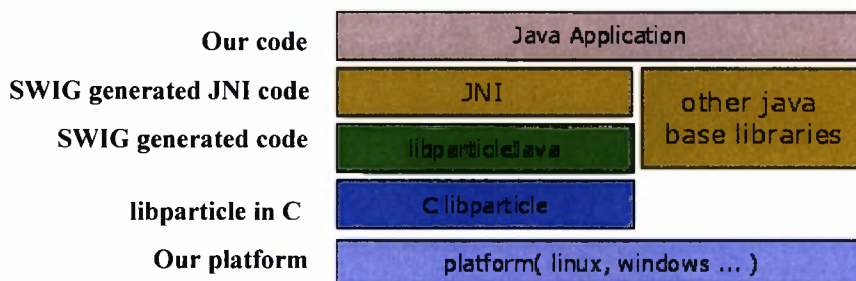 Our code
Java Application
SWIG generated JNI code
JNI
other java
base libraries
SWIG generated code
libparticleJava
libparticle in C
C libparticle
Our platform
platform( linux, windows ... )